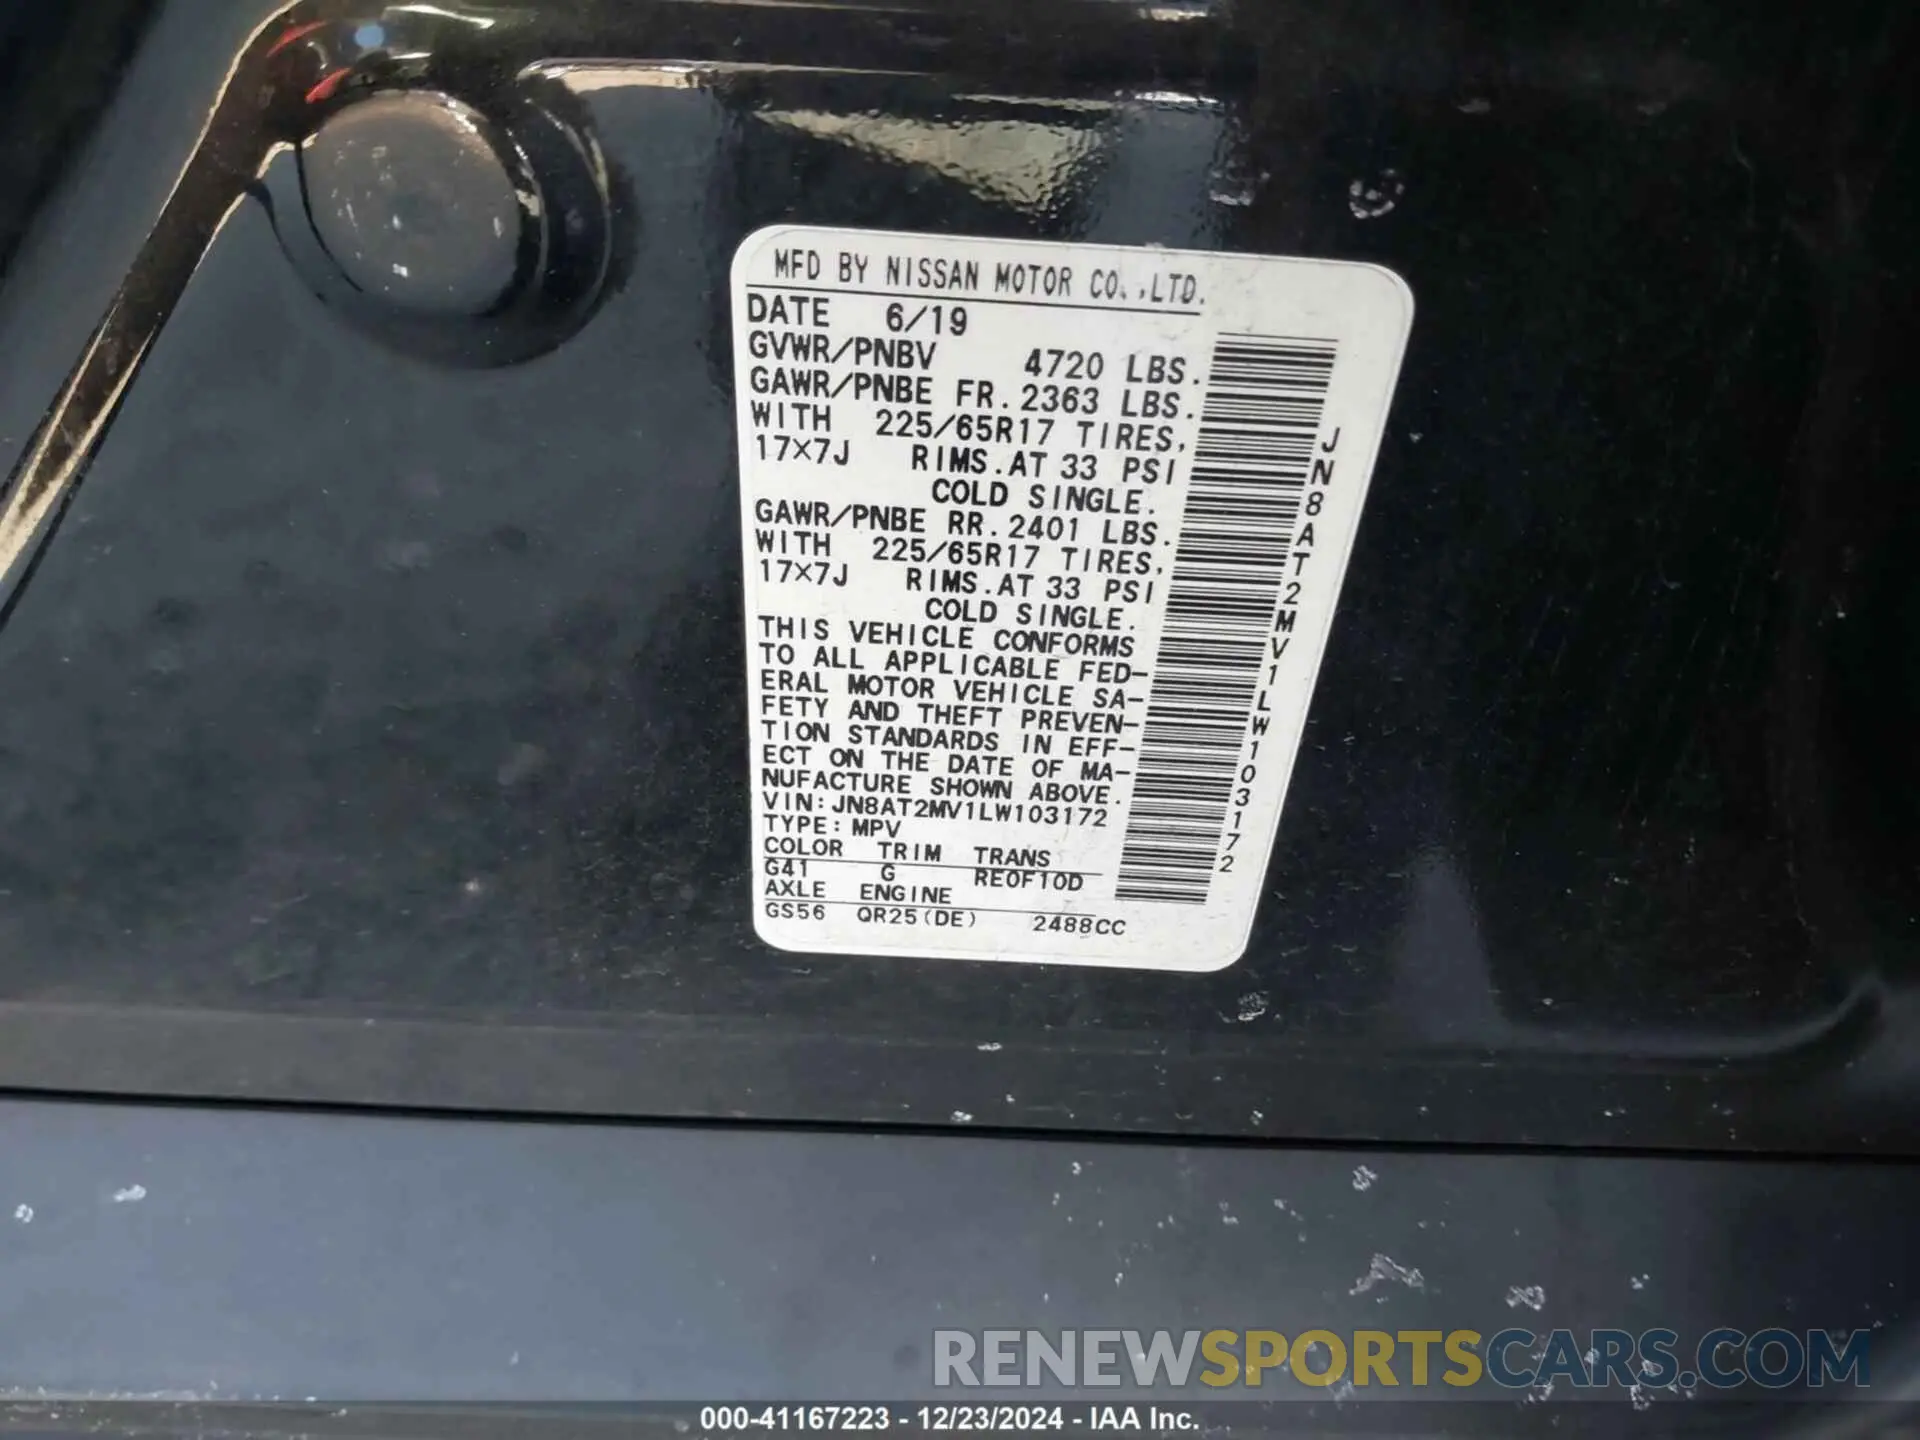 MFD BY NISSAN MOTOR CO.,LTD.
DATE 6/19
GVWR/PNBV 4720 LBS.
GAWR/PNBE FR. 2363 LBS.
WITH 225/65R17 TIRES,
17×7J RIMS.AT 33 PSI
COLD SINGLE.
GAWR/PNBE RR. 2401 LBS.
WITH 225/65R17 TIRES,
17×7J RIMS.AT 33 PSI
COLD SINGLE.
THIS VEHICLE CONFORMS
TO ALL APPLICABLE FED-
ERAL MOTOR VEHICLE SA-
FETY AND THEFT PREVEN-
TION STANDARDS IN EFF-
ECT ON THE DATE OF MA-
NUFACTURE SHOWN ABOVE.
VIN:JN8AT2MV1LW103172
TYPE:MPV
COLOR TRIM TRANS
G41 G RE0F10D
AXLE ENGINE
GS56 QR25(DE) 2488CC
JN8AT2MV1LW103172
RENEWSPORTSCARS.COM
000-41167223 - 12/23/2024 - IAA Inc.